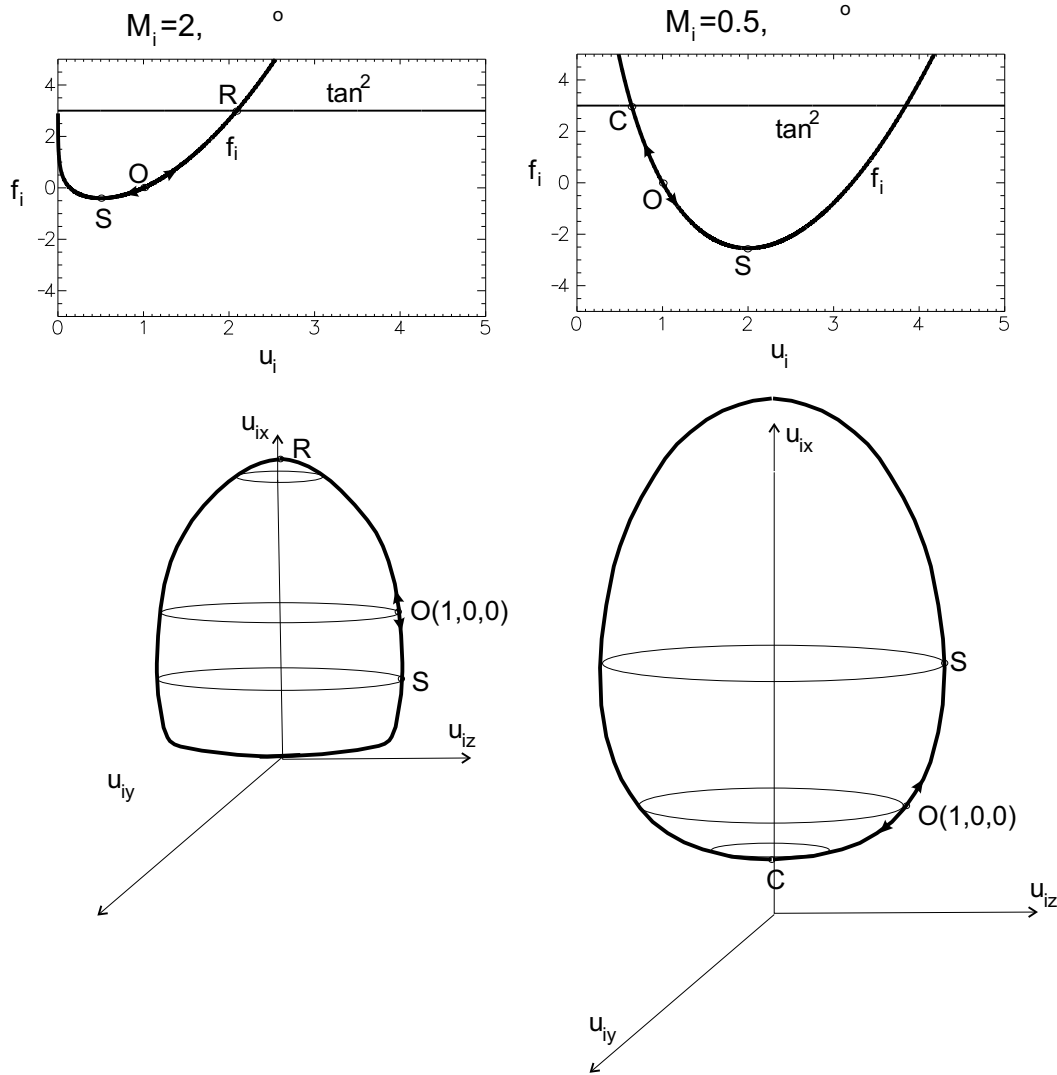 M_i=2, o
4
2
0
-2
-4
f_i
R
tan^2
O
f_i
S
0 1 2 3 4 5
u_i
M_i=0.5, o
4
2
0
-2
-4
f_i
C
tan^2
O
f_i
S
0 1 2 3 4 5
u_i
u_ix
R
O(1,0,0)
S
u_iz
u_iy
u_ix
S
O(1,0,0)
C
u_iz
u_iy